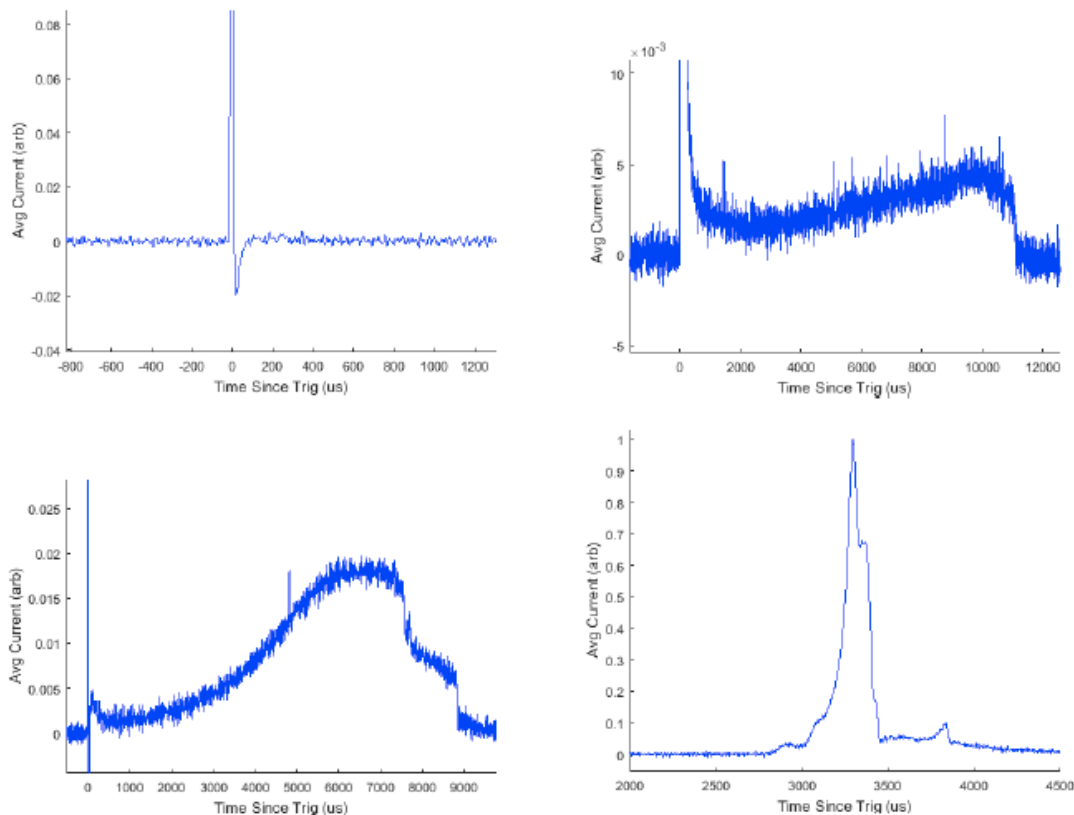 0.08
0.06
0.04
0.02
0
-0.02
-0.04
Avg Current (arb)
-800 -600 -400 -200 0 200 400 600 800 1000 1200
Time Since Trig (us)
× 10⁻³
10
5
0
-5
Avg Current (arb)
0 2000 4000 6000 8000 10000 12000
Time Since Trig (us)
0.025
0.02
0.015
0.01
0.005
0
Avg Current (arb)
0 1000 2000 3000 4000 5000 6000 7000 8000 9000
Time Since Trig (us)
1
0.9
0.8
0.7
0.6
0.5
0.4
0.3
0.2
0.1
0
Avg Current (arb)
2000 2500 3000 3500 4000 4500
Time Since Trig (us)